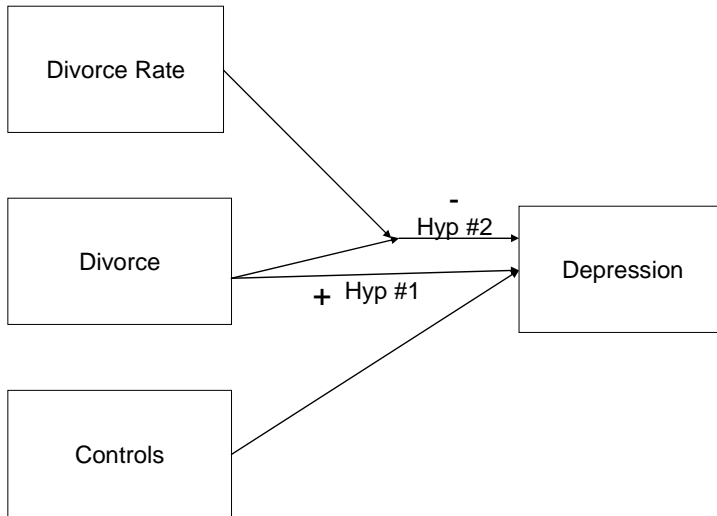 Divorce Rate
-
Hyp #2
Divorce
Depression
+ Hyp #1
Controls